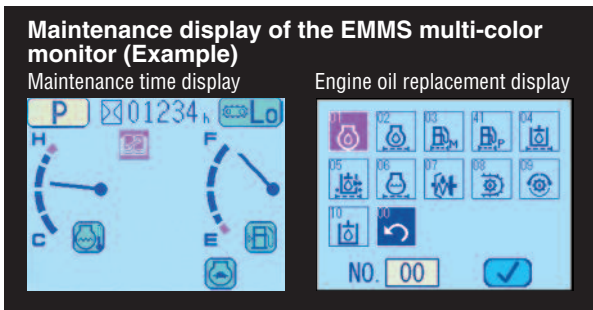 Maintenance display of the EMMS multi-color
monitor (Example)
Maintenance time display
Engine oil replacement display
P 01234 h Lo
H F
C E
01 02 03 M 41 P 04
05 06 07 08 09
10 00
NO. 00